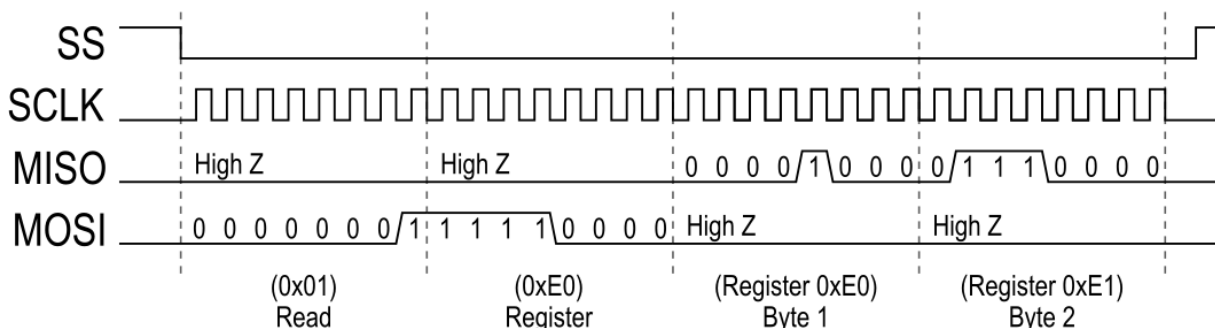 SS
SCLK
MISO High Z High Z 0 0 0 0 1 0 0 0 0 1 1 1 0 0 0 0
MOSI 0 0 0 0 0 0 0 1 1 1 1 1 0 0 0 0 High Z High Z
(0x01) (0xE0) (Register 0xE0) (Register 0xE1)
Read Register Byte 1 Byte 2